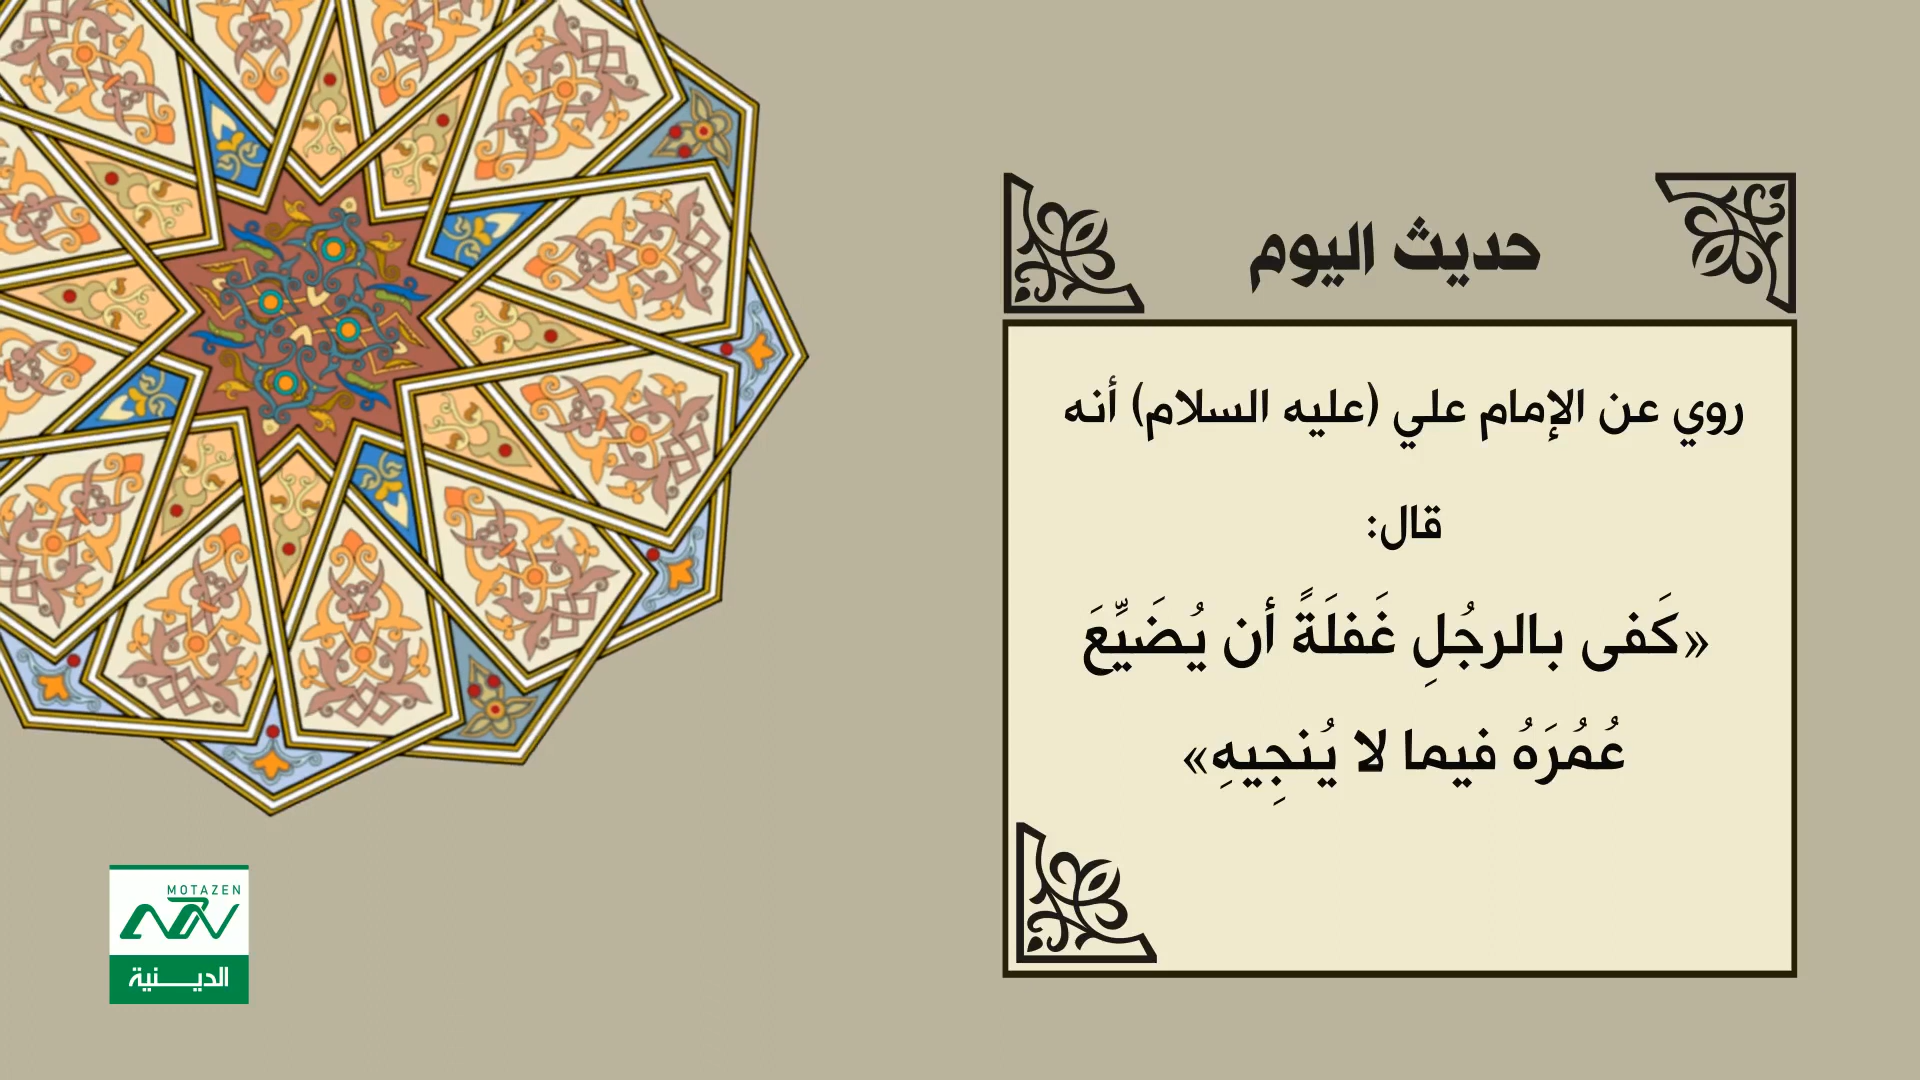 حديث اليوم
روي عن الإمام علي (عليه السلام) أنه
قال:
«كَفى بالرجُلِ غَفلَةً أن يُضَيِّعَ
عُمُرَهُ فيما لا يُنجِيهِ»
MOTAZEN
الدينية